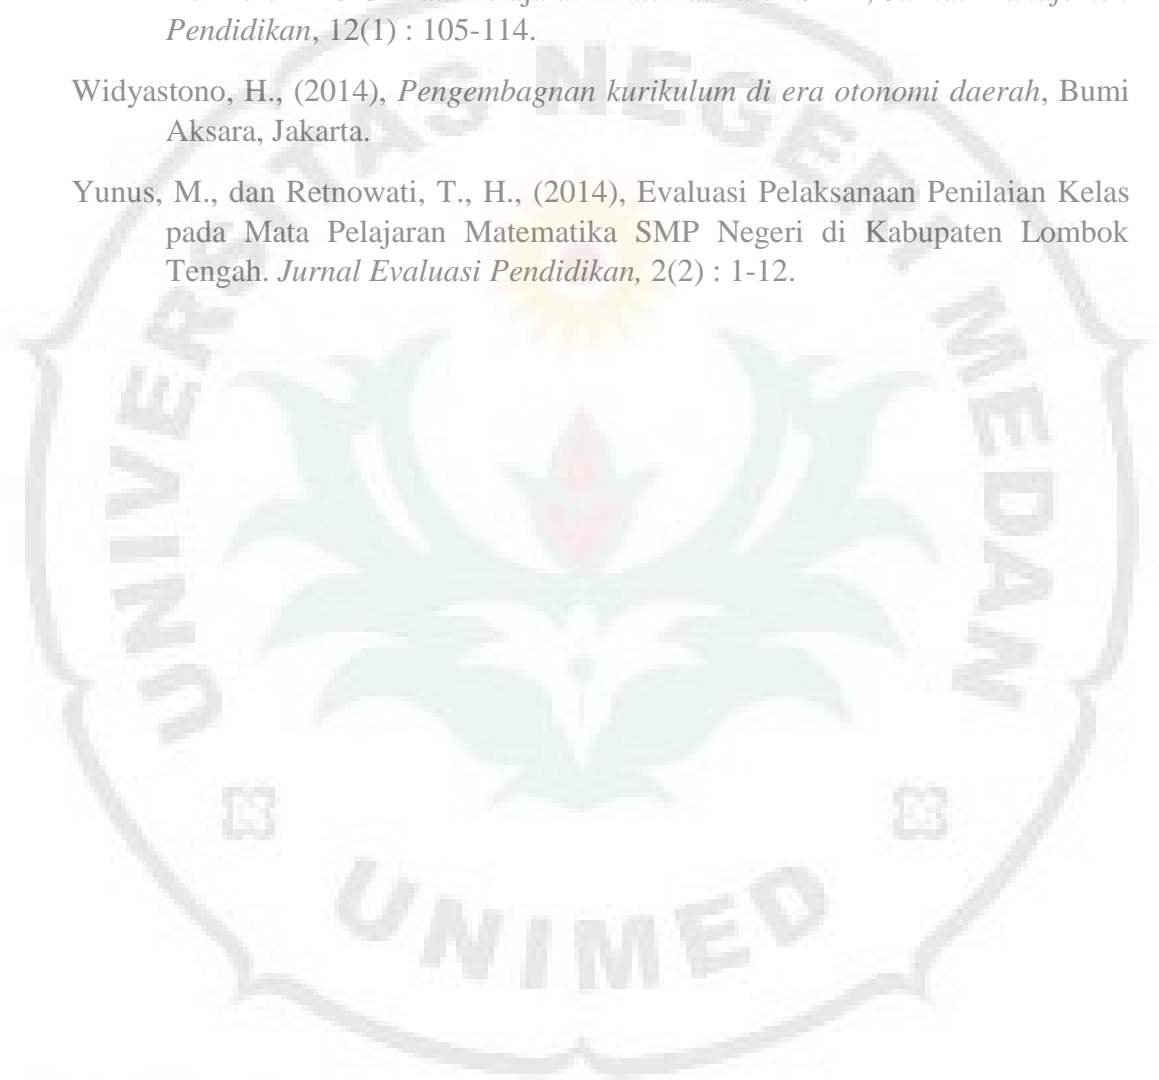 Pendidikan, 12(1) : 105-114.
Widyastono, H., (2014), Pengembagnan kurikulum di era otonomi daerah, Bumi
Aksara, Jakarta.
Yunus, M., dan Retnowati, T., H., (2014), Evaluasi Pelaksanaan Penilaian Kelas
pada Mata Pelajaran Matematika SMP Negeri di Kabupaten Lombok
Tengah. Jurnal Evaluasi Pendidikan, 2(2) : 1-12.
UNIVERSITAS NEGERI MEDAN
UNIMED